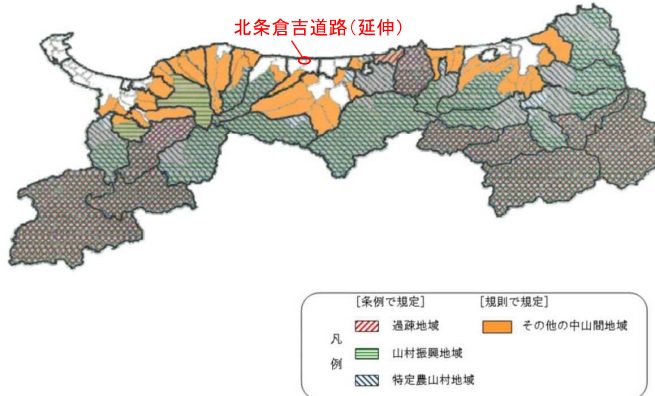 北条倉吉道路(延伸)
[条例で規定] [規則で規定]
凡例
過疎地域
その他の中山間地域
山村振興地域
特定農山村地域